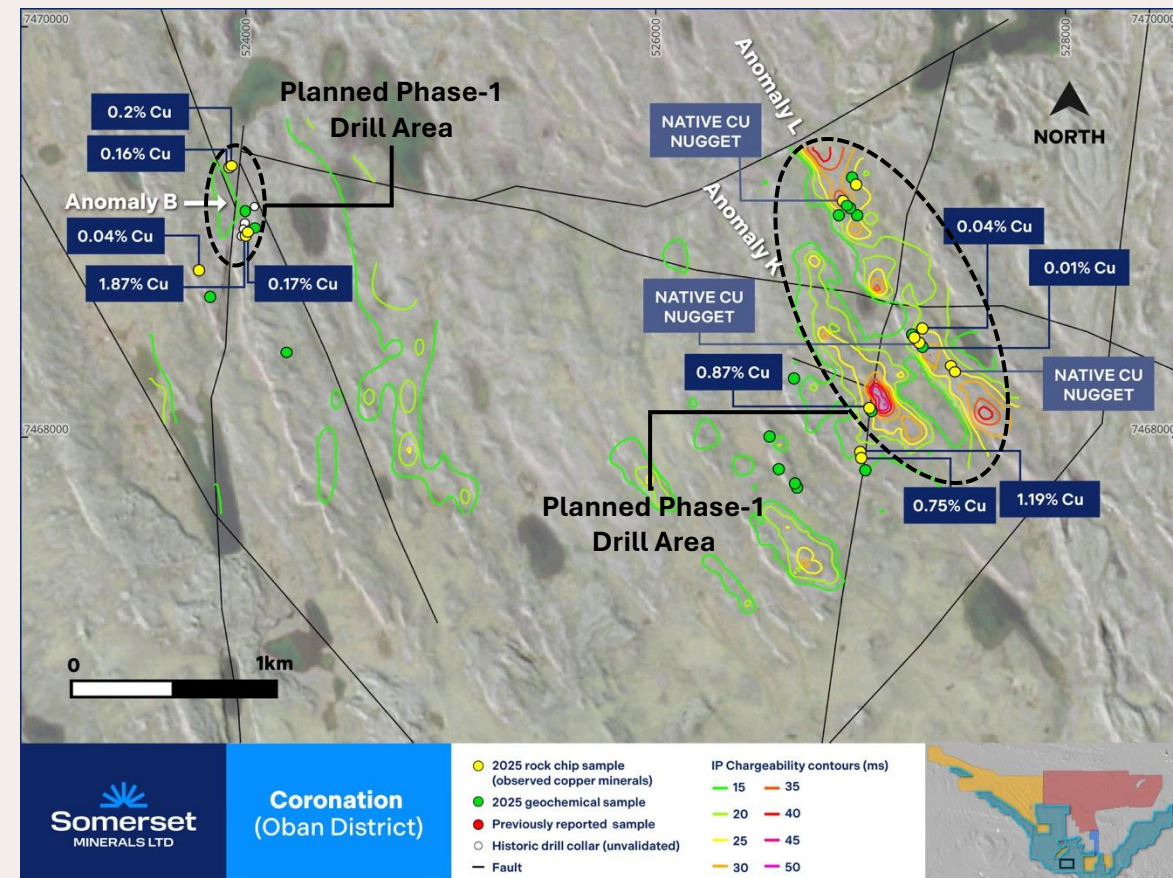 7470000
524000
526000
528000
7470000
Planned Phase-1
Drill Area
0.2% Cu
0.16% Cu
Anomaly B
0.04% Cu
1.87% Cu
0.17% Cu
Anomaly L
Anomaly K
NATIVE CU
NUGGET
NORTH
0.04% Cu
0.01% Cu
NATIVE CU
NUGGET
0.87% Cu
NATIVE CU
NUGGET
7468000
7468000
Planned Phase-1
Drill Area
0.75% Cu
1.19% Cu
0
1km
Somerset
MINERALS LTD
Coronation
(Oban District)
2025 rock chip sample
(observed copper minerals)
2025 geochemical sample
Previously reported sample
Historic drill collar (unvalidated)
Fault
IP Chargeability contours (ms)
15
20
25
30
35
40
45
50